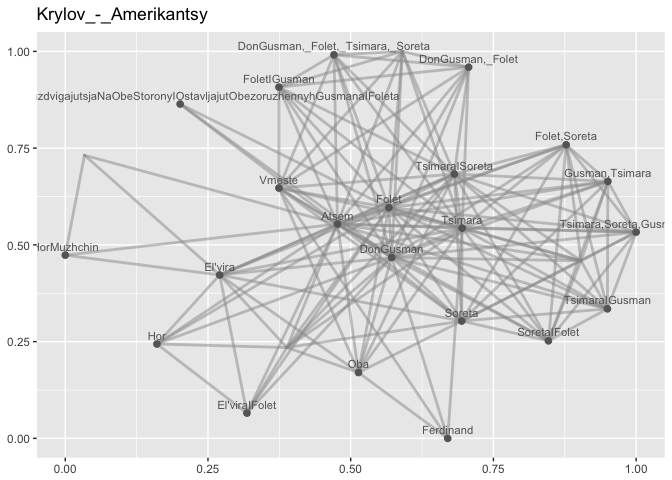 Krylov_-_Amerikantsy
1.00
DonGusman,_Folet,_Tsimara,_Soreta
DonGusman,_Folet
FoletIGusman
zdvigajutsjaNaObeStoronyIOstavljajutObezoruzhennyhGusmanaIFoleta
0.75
Folet,Soreta
TsimaraISoreta
Gusman,Tsimara
Vmeste
Folet
Atsem
Tsimara
Tsimara,Soreta,Gusm
0.50
lorMuzhchin
DonGusman
El'vira
TsimaraIGusman
Soreta
0.25
Hor
SoretaIFolet
Oba
El'viraIFolet
Ferdinand
0.00
0.00 0.25 0.50 0.75 1.00